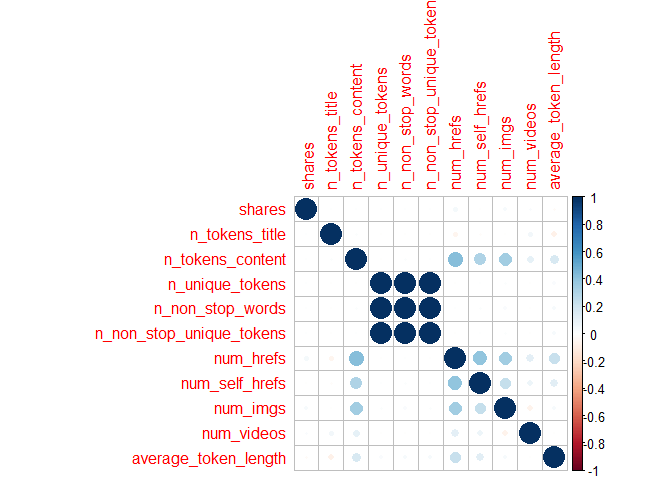 shares
n_tokens_title
n_tokens_content
n_unique_tokens
n_non_stop_words
n_non_stop_unique_token
num_hrefs
num_self_hrefs
num_imgs
num_videos
average_token_length
shares
n_tokens_title
n_tokens_content
n_unique_tokens
n_non_stop_words
n_non_stop_unique_tokens
num_hrefs
num_self_hrefs
num_imgs
num_videos
average_token_length
1
0.8
0.6
0.4
0.2
0
-0.2
-0.4
-0.6
-0.8
-1